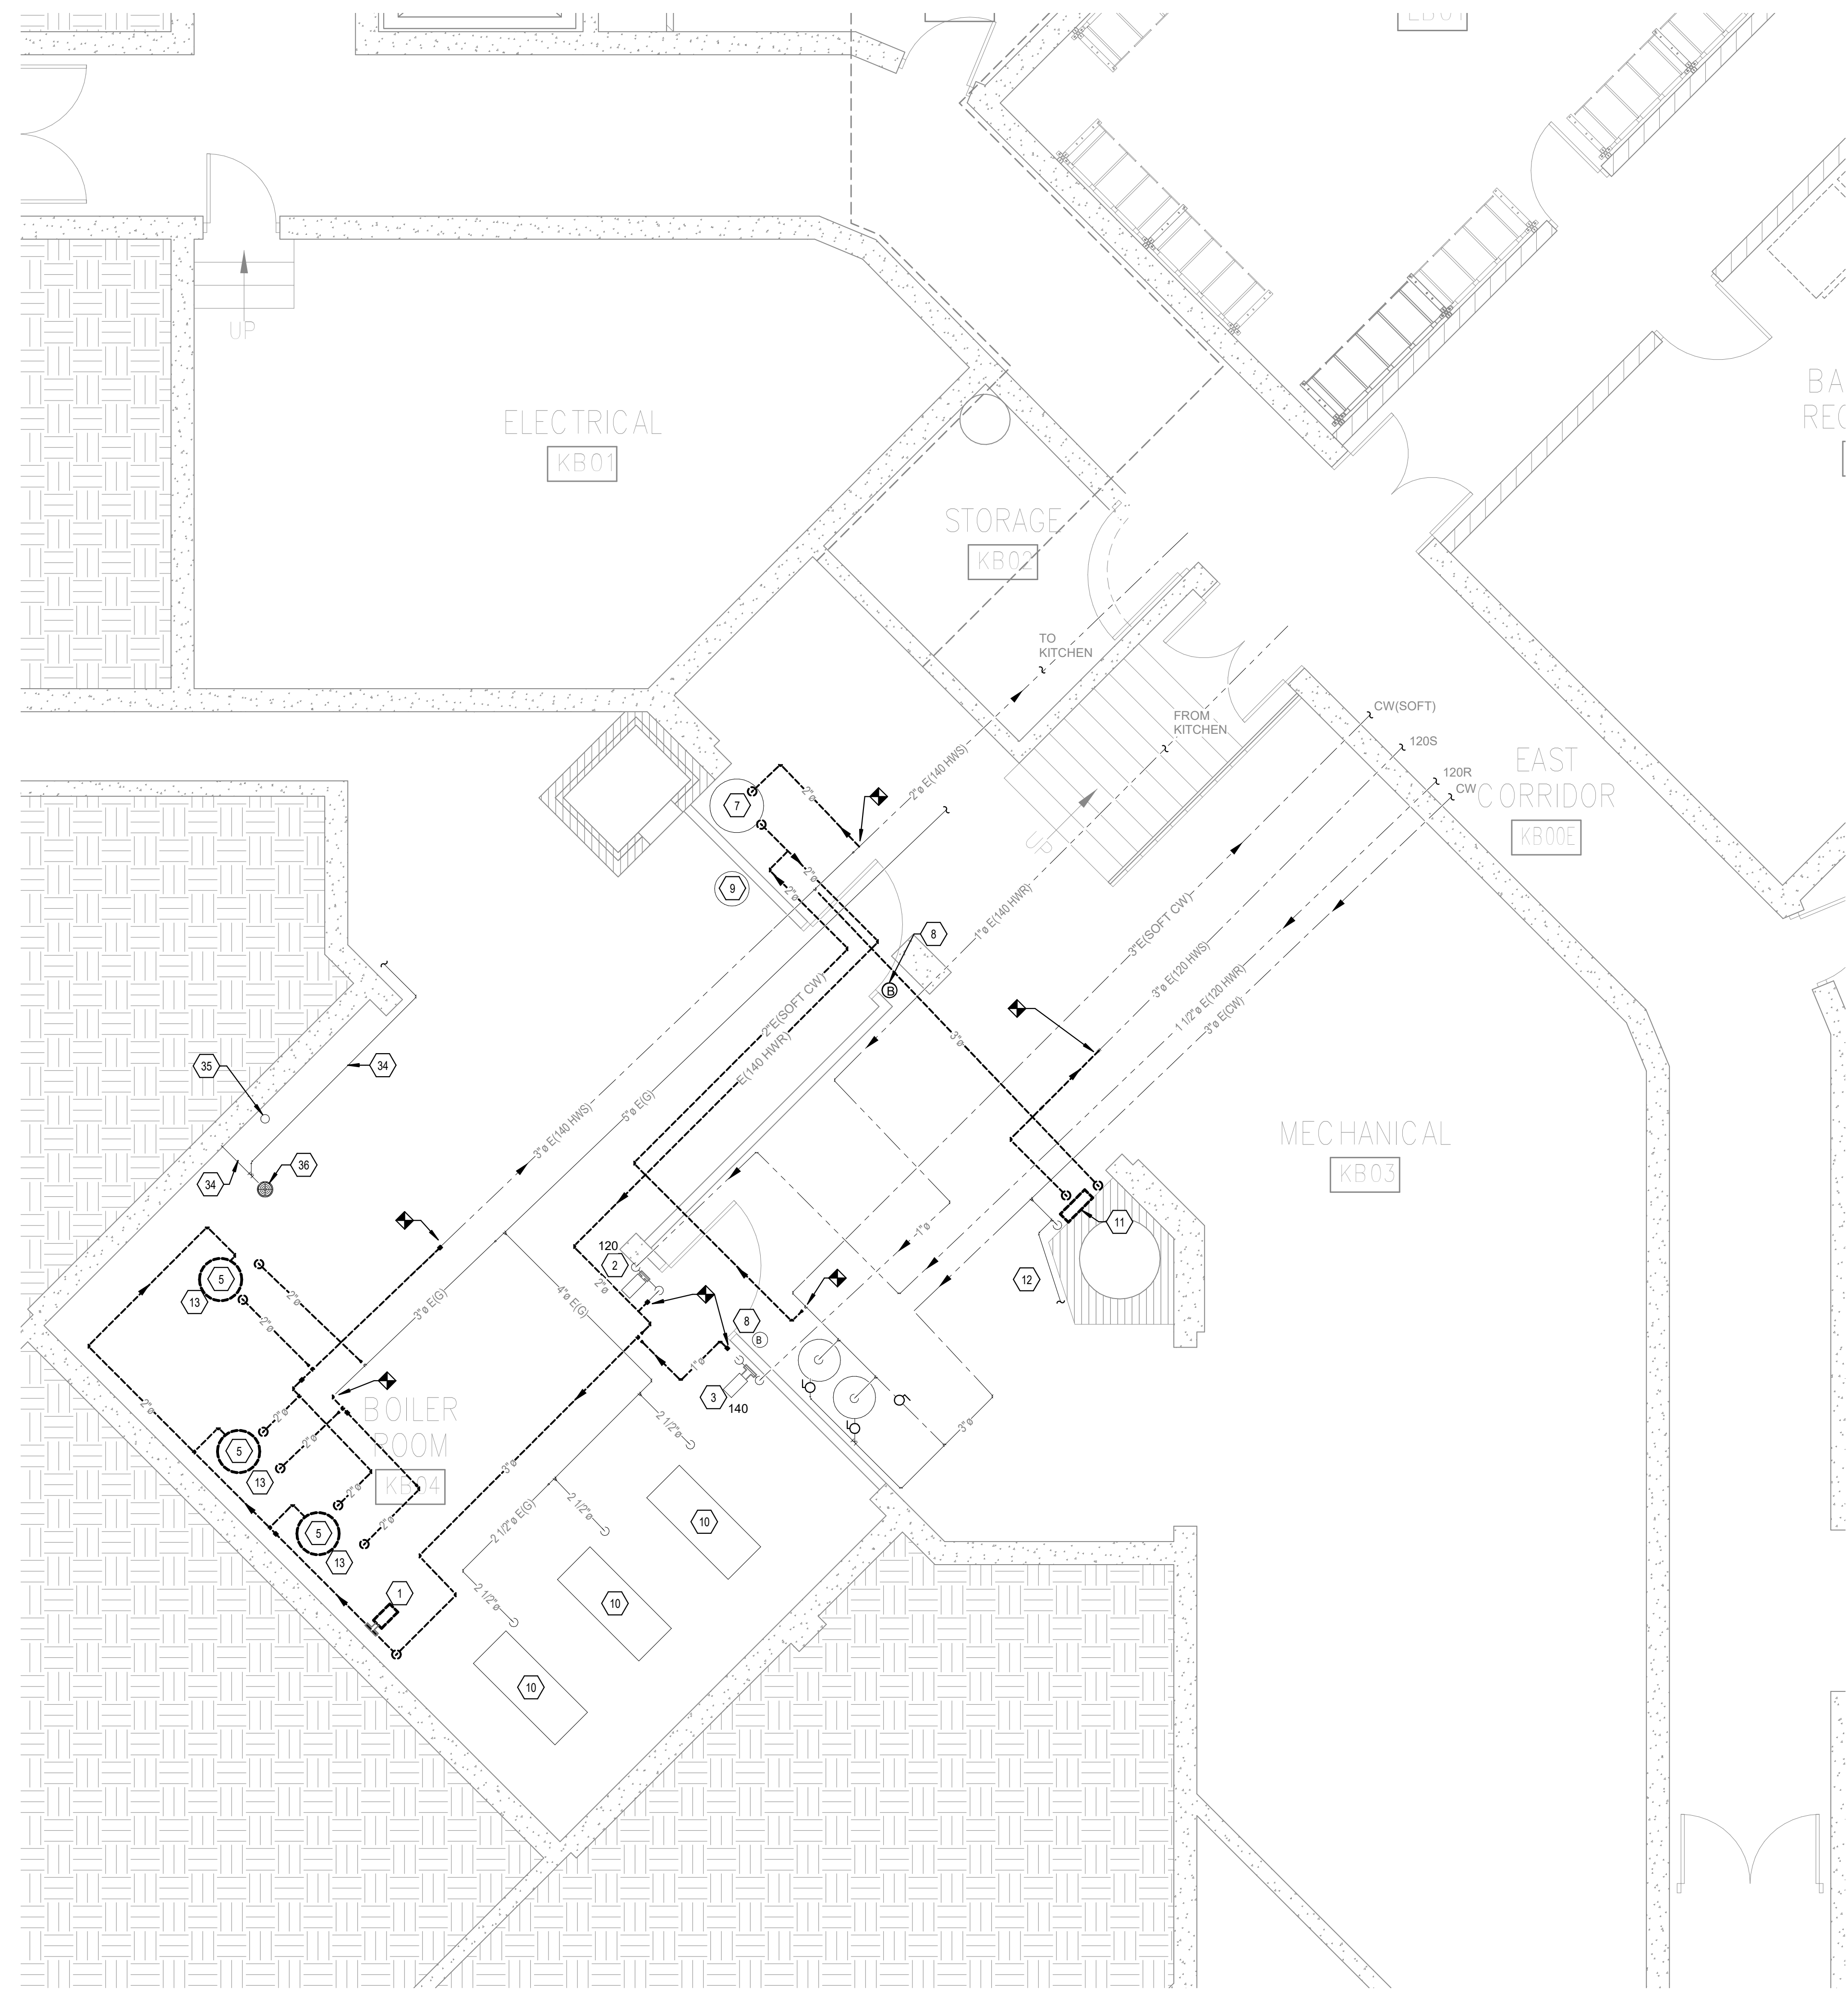 UP
ELECTRICAL
KB01
STORAGE
KB02
TO
KITCHEN
FROM
KITCHEN
CW(SOFT)
120S
120R
CW
EAST
CORRIDOR
KB00E
UP
2"ø E(140 HWS)
7
2"ø
2"ø
2"ø
9
8
B
1"ø E(140 HWR)
3"E(SOFT CW)
3"ø E(120 HWS)
1 1/2"ø E(120 HWR)
3"ø E(CW)
2"E(SOFT CW)
E(140 HWR)
3"ø
35
34
34
36
3"ø E(140 HWS)
5"ø E(G)
MECHANICAL
KB03
11
12
1"ø
120
2
2"ø
8
B
1"ø
3
140
5
13
2"ø
2"ø
3"ø E(G)
4"ø E(G)
BOILER
ROOM
KB04
2"ø
5
13
2"ø
2"ø
5
13
2"ø
2"ø
3"ø
3"ø
2 1/2"ø
2 1/2"ø
2 1/2"ø E(G)
2 1/2"ø
10
10
10
1